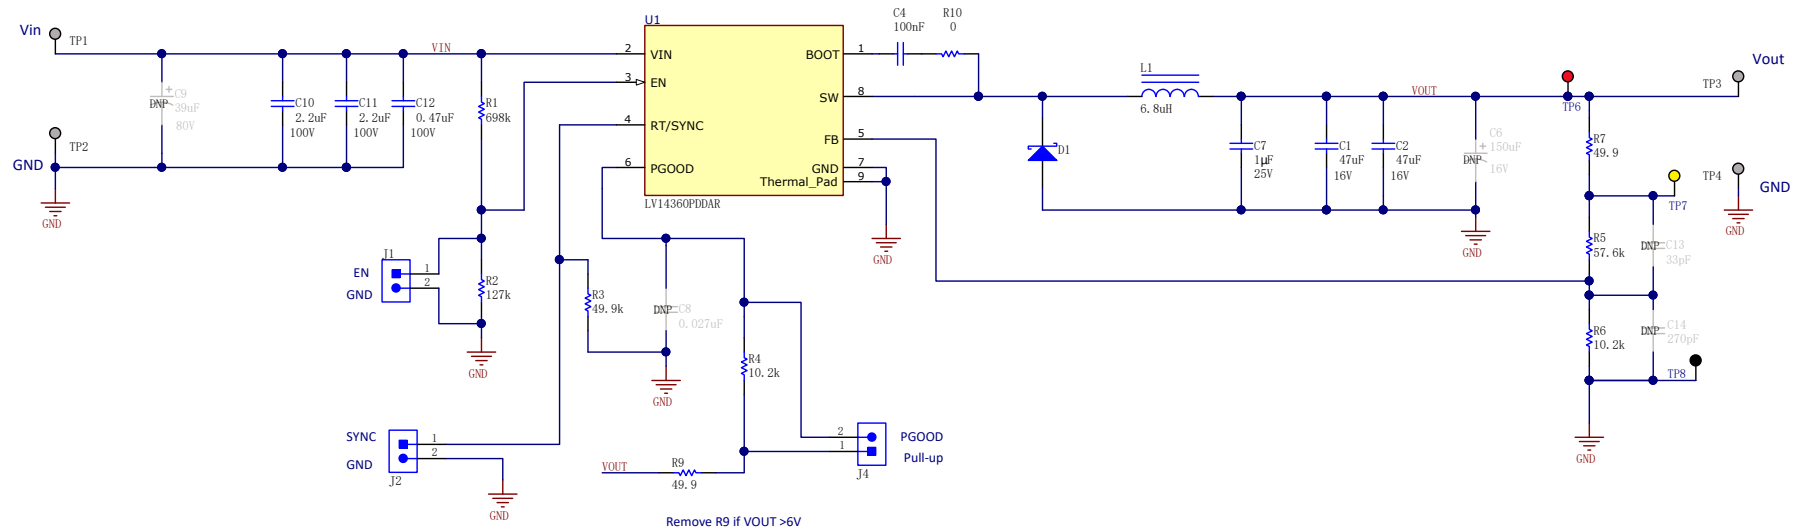 Vin
TP1
VIN
DNP
C9
39uF
80V
C10
2.2uF
100V
C11
2.2uF
100V
C12
0.47uF
100V
R1
698k
TP2
GND
GND
U1
2
VIN
3
EN
4
RT/SYNC
6
PGOOD
BOOT
1
SW
8
FB
5
GND
7
Thermal_Pad
9
LV14360PDDAR
C4
100nF
R10
0
L1
6.8uH
D1
GND
C7
1µF
25V
C1
47uF
16V
C2
47uF
16V
VOUT
DNP
C6
150uF
16V
GND
TP6
Vout
TP3
R7
49.9
TP4
GND
GND
TP7
R5
57.6k
DNP
C13
33pF
R6
10.2k
DNP
C14
270pF
TP8
GND
J1
EN
1
GND
2
R2
127k
GND
R3
49.9k
DNP
C8
0.027uF
GND
R4
10.2k
SYNC
1
GND
2
J2
GND
VOUT
R9
49.9
2
PGOOD
1
Pull-up
J4
Remove R9 if VOUT >6V